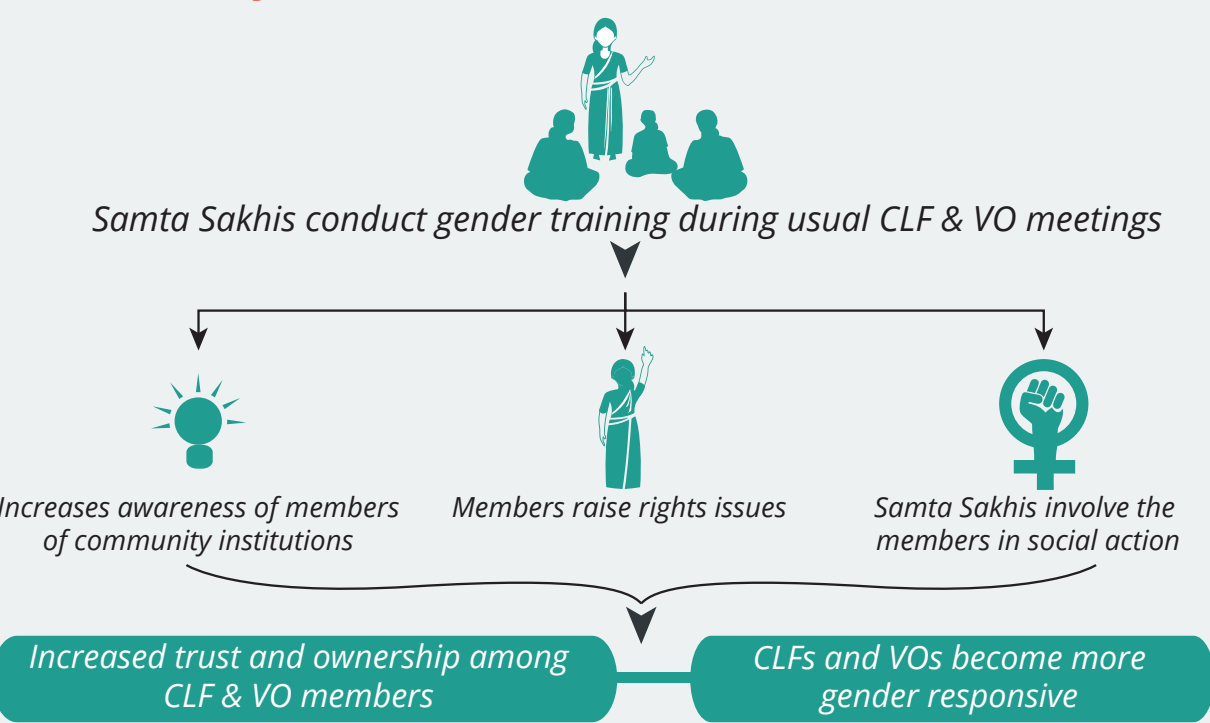 Samta Sakhis conduct gender training during usual CLF & VO meetings
Increases awareness of members
of community institutions
Members raise rights issues
Samta Sakhis involve the
members in social action
Increased trust and ownership among
CLF & VO members
CLFs and VOs become more
gender responsive